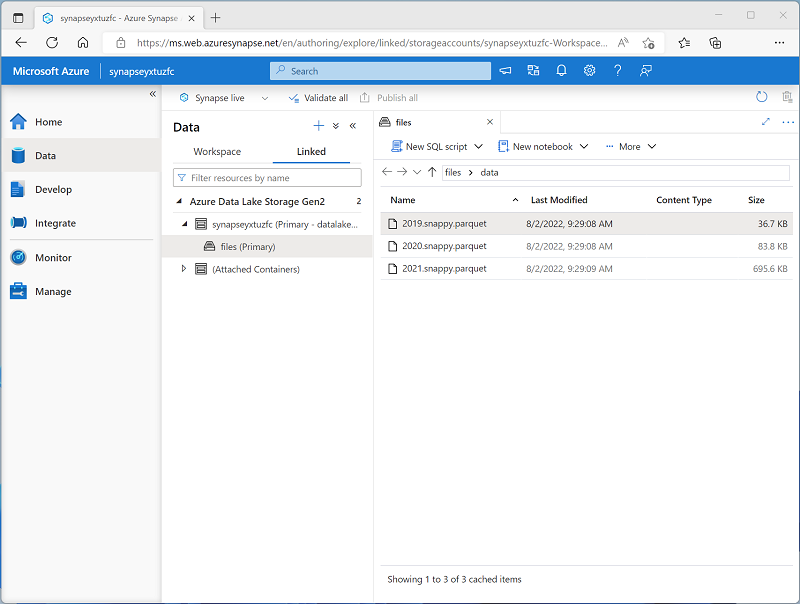 synapseyxtuzfc - Azure Synapse
https://ms.web.azuresynapse.net/en/authoring/explore/linked/storageaccounts/synapseyxtuzfc-Workspace...
Microsoft Azure
synapseyxtuzfc
Search
Home
Data
Develop
Integrate
Monitor
Manage
Synapse live
Validate all
Publish all
Data
Workspace
Linked
Filter resources by name
Azure Data Lake Storage Gen2 2
synapseyxtuzfc (Primary - datalake...
files (Primary)
(Attached Containers)
files
New SQL script
New notebook
More
files > data
Name Last Modified Content Type Size
2019.snappy.parquet 8/2/2022, 9:29:08 AM 36.7 KB
2020.snappy.parquet 8/2/2022, 9:29:08 AM 83.8 KB
2021.snappy.parquet 8/2/2022, 9:29:09 AM 695.6 KB
Showing 1 to 3 of 3 cached items